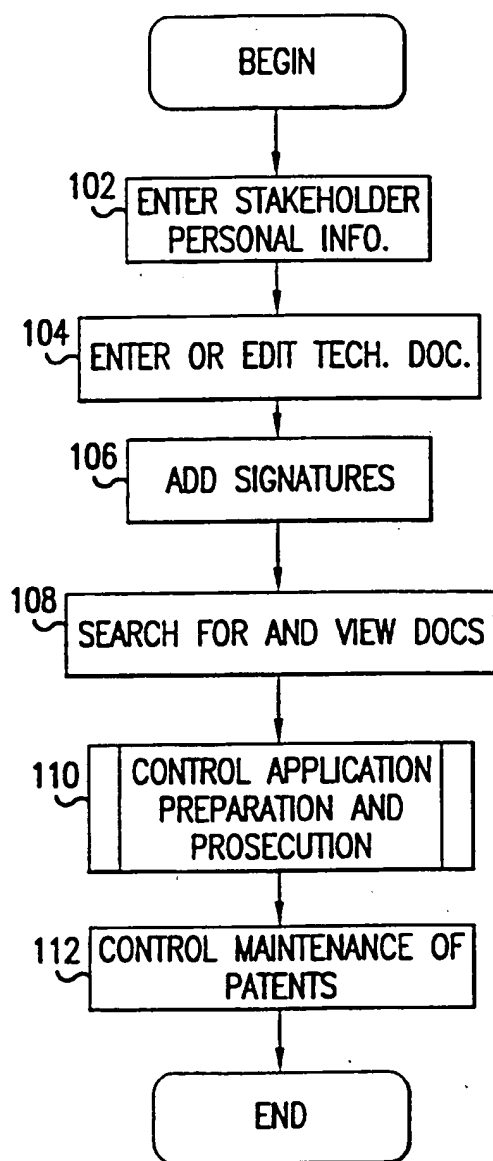 BEGIN
102
ENTER STAKEHOLDER
PERSONAL INFO.
104
ENTER OR EDIT TECH. DOC.
106
ADD SIGNATURES
108
SEARCH FOR AND VIEW DOCS
110
CONTROL APPLICATION
PREPARATION AND
PROSECUTION
112
CONTROL MAINTENANCE OF
PATENTS
END